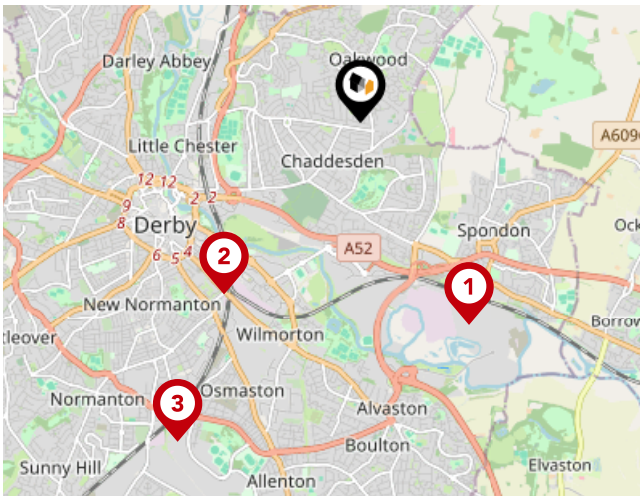 Darley Abbey
Oakwood
Little Chester
A609
Chaddesden
12 12
9
2 2
8
Derby
Spondon
Ock
6 5 4
2
A52
1
New Normanton
Borrow
Wilmorton
tleover
Osmaston
Normanton
3
Alvaston
Boulton
Sunny Hill
Elvaston
Allenton